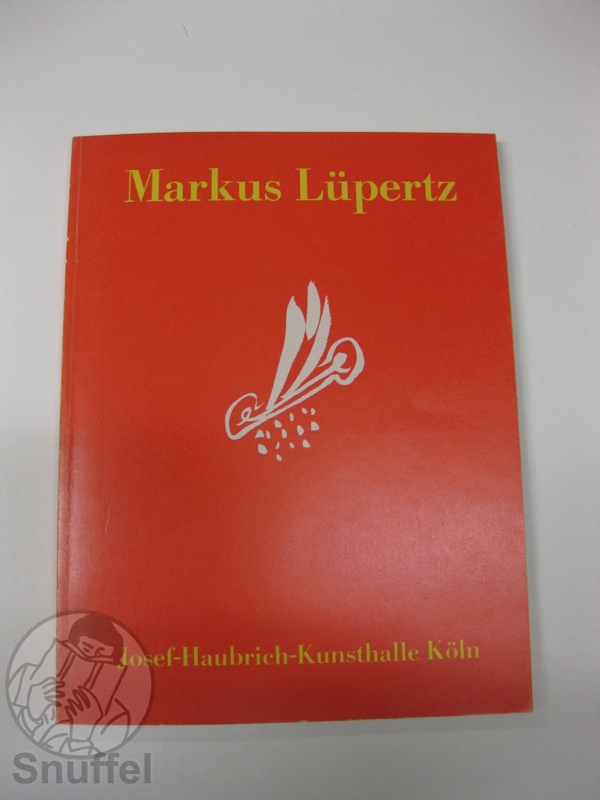 Markus Lüpertz
Josef-Haubrich-Kunsthalle Köln
Snuffel